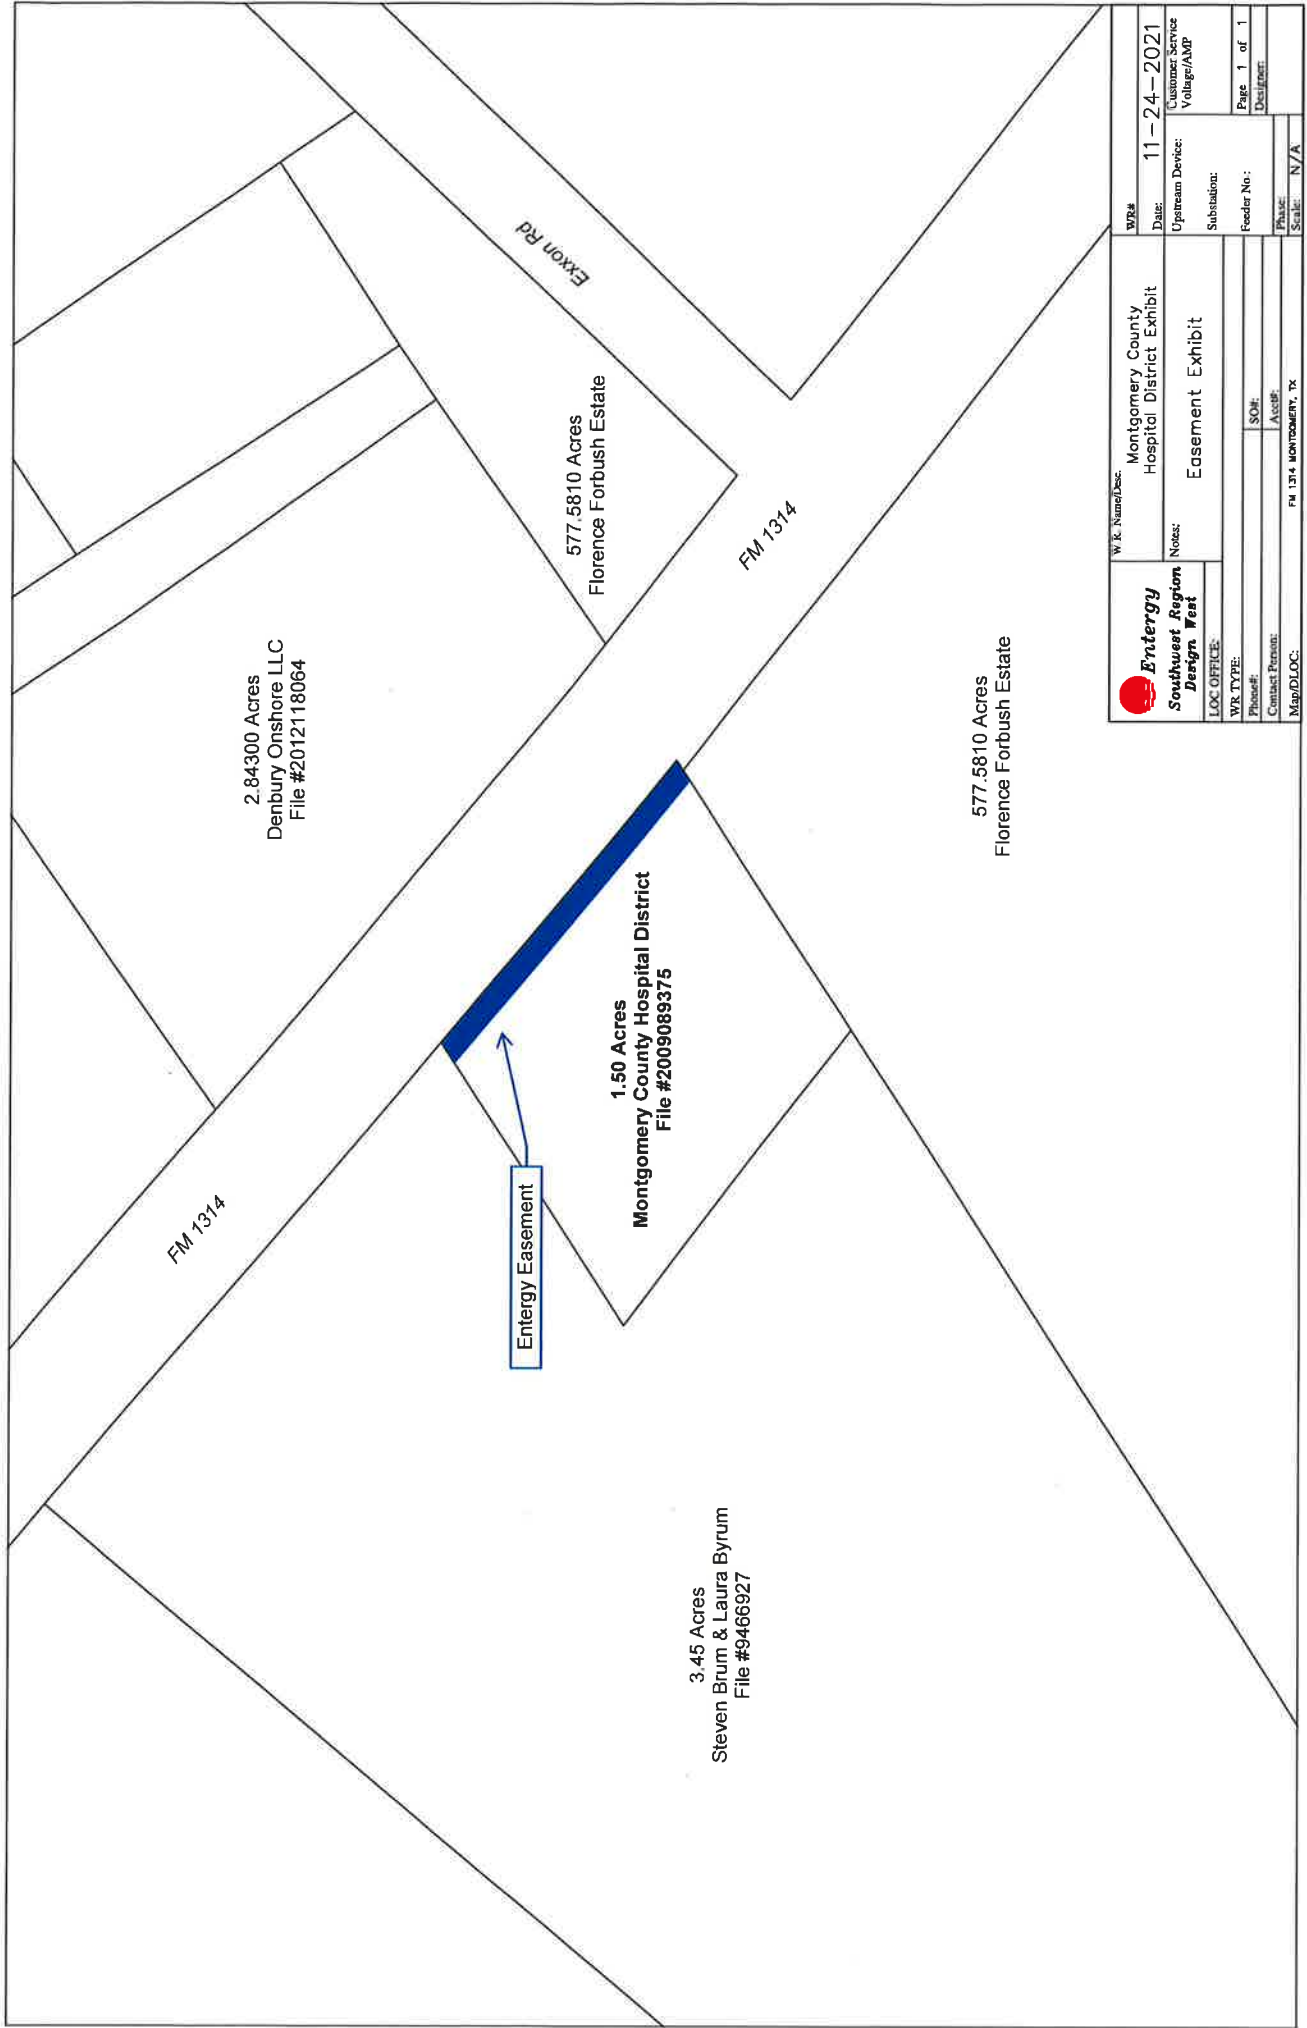 FM 1314
2.84300 Acres
Denbury Onshore LLC
File #2012118064
Exxon Rd
577.5810 Acres
Florence Forbush Estate
FM 1314
Entergy Easement
1.50 Acres
Montgomery County Hospital District
File #2009089375
3.45 Acres
Steven Brum & Laura Byrum
File #9466927
577.5810 Acres
Florence Forbush Estate
Entergy
Southwest Region
Design West
LOC OFFICE:
WR TYPE:
Phone#:
Contact Person:
Map/DLOC:
FM 1314 MONTGOMERY, TX
W.R. Name/Desc.
Montgomery County
Hospital District Exhibit
Notes:
Easement Exhibit
SO#:
Acct#:
WR#
Date: 11-24-2021
Upstream Device:
Substation:
Feeder No.:
Phase:
Scale: N/A
Customer Service
Voltage/AMP
Page 1 of 1
Designer: